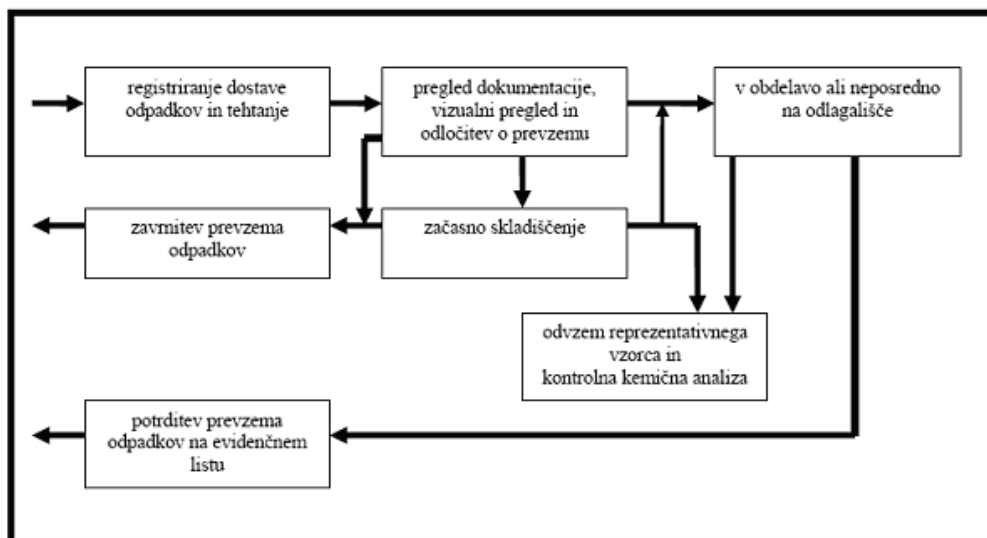 registriranje dostave
odpadkov in tehtanje
pregled dokumentacije,
vizualni pregled in
odločitev o prevzemu
v obdelavo ali neposredno
na odlagališče
zavrnitev prevzema
odpadkov
začasno skladiščenje
odvzem reprezentativnega
vzorca in
kontrolna kemična analiza
potrditev prevzema
odpadkov na evidenčnem
listu